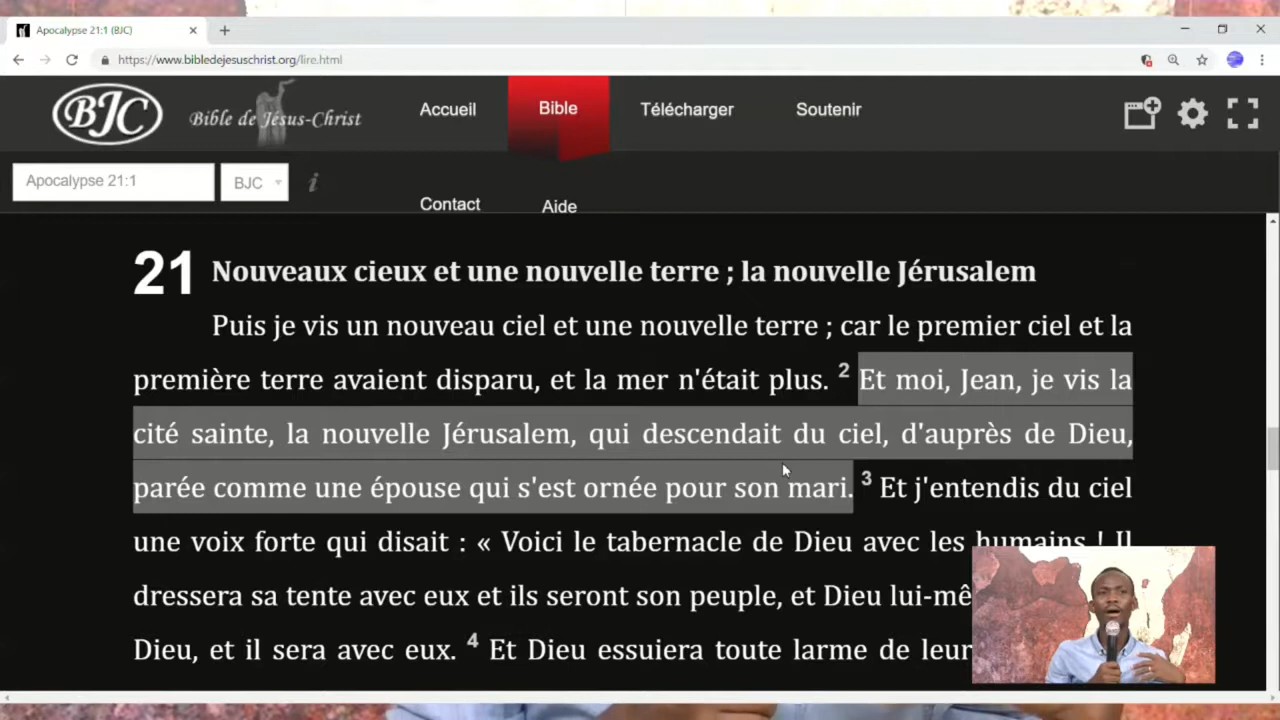 Apocalypse 21:1 (BJC)
https://www.bibledejesuschrist.org/lire.html
BJC
Bible de Jésus-Christ
Accueil
Bible
Télécharger
Soutenir
Apocalypse 21:1
BJC
i
Contact
Aide
21 Nouveaux cieux et une nouvelle terre ; la nouvelle Jérusalem
Puis je vis un nouveau ciel et une nouvelle terre ; car le premier ciel et la
première terre avaient disparu, et la mer n'était plus. 2 Et moi, Jean, je vis la
cité sainte, la nouvelle Jérusalem, qui descendait du ciel, d'auprès de Dieu,
parée comme une épouse qui s'est ornée pour son mari. 3 Et j'entendis du ciel
une voix forte qui disait : « Voici le tabernacle de Dieu avec les humains ! Il
dressera sa tente avec eux et ils seront son peuple, et Dieu lui-mê
Dieu, et il sera avec eux. 4 Et Dieu essuiera toute larme de leur